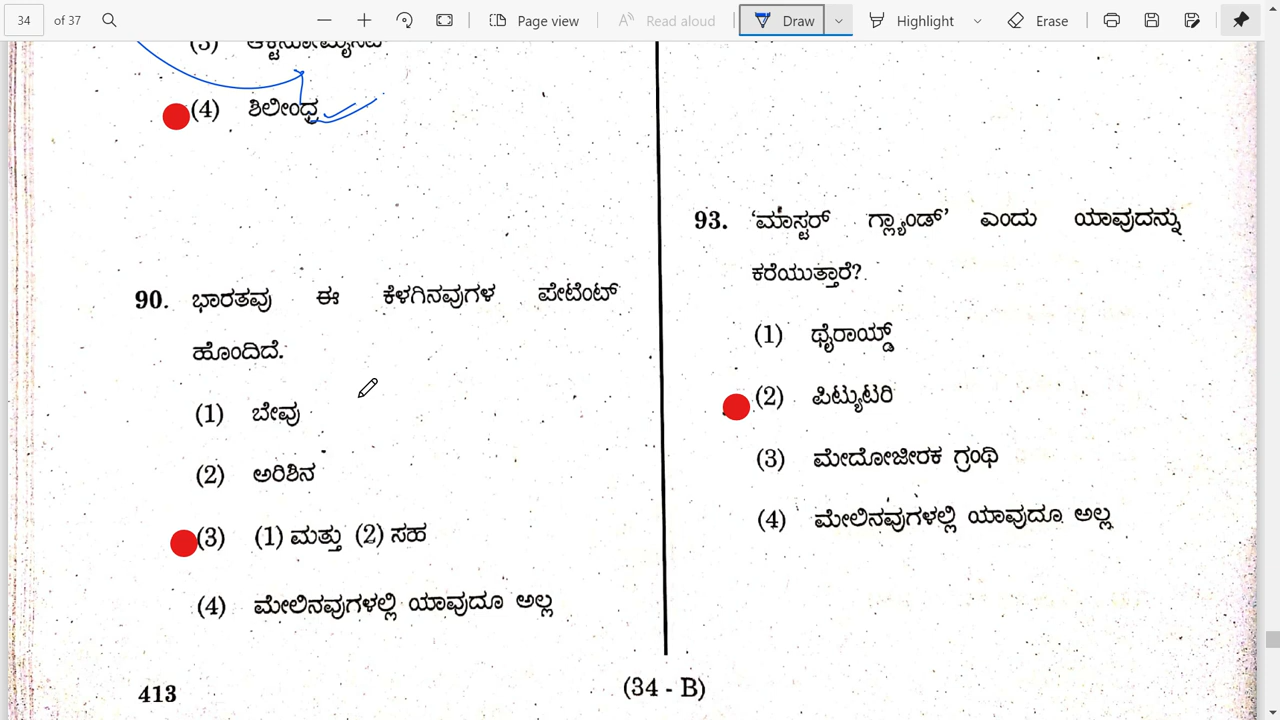 34 of 37 Page view Read aloud Draw Highlight Erase
(4) ಶಿಲೀಂಧ್ರ
90. ಭಾರತವು ಈ ಕೆಳಗಿನವುಗಳ ಪೇಟೆಂಟ್
ಹೊಂದಿದೆ.
(1) ಬೇವು
(2) ಅರಿಶಿನ
(3) (1) ಮತ್ತು (2) ಸಹ
(4) ಮೇಲಿನವುಗಳಲ್ಲಿ ಯಾವುದೂ ಅಲ್ಲ
413
93. ‘ಮಾಸ್ಟರ್ ಗ್ಲ್ಯಾಂಡ್’ ಎಂದು ಯಾವುದನ್ನು
ಕರೆಯುತ್ತಾರೆ?
(1) ಥೈರಾಯ್ಡ್
(2) ಪಿಟ್ಯುಟರಿ
(3) ಮೇದೋಜೀರಕ ಗ್ರಂಥಿ
(4) ಮೇಲಿನವುಗಳಲ್ಲಿ ಯಾವುದೂ ಅಲ್ಲ
(34 - B)